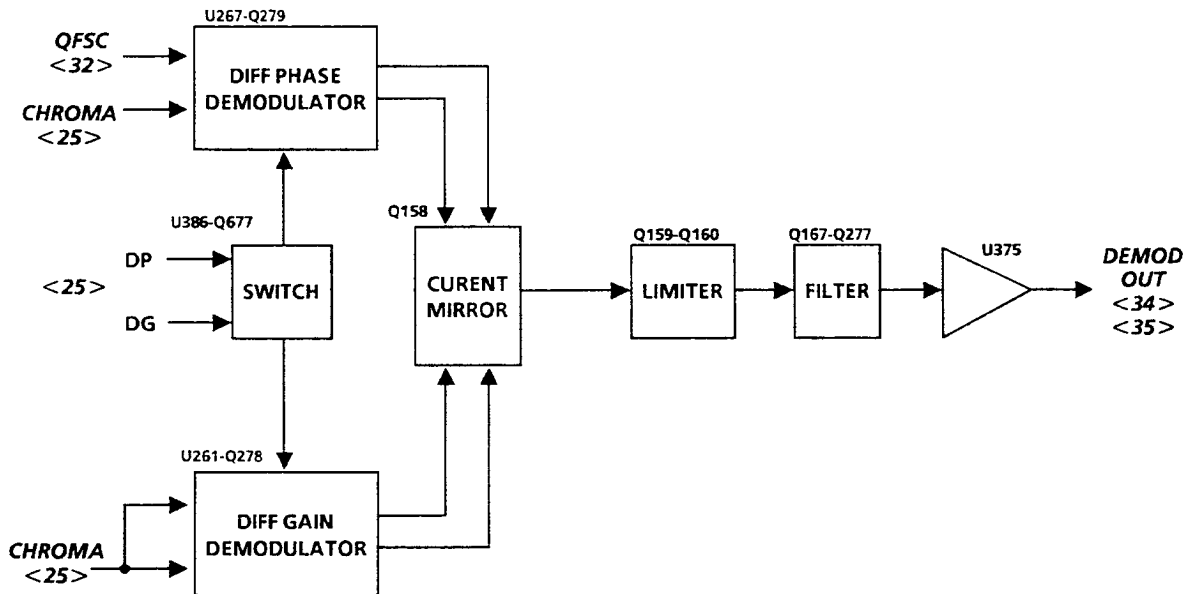 U267-Q279
QFSC
<32>
CHROMA
<25>
DIFF PHASE
DEMODULATOR
U386-Q677
DP
<25>
DG
SWITCH
Q158
CURENT
MIRROR
Q159-Q160
LIMITER
Q167-Q277
FILTER
U375
DEMOD
OUT
<34>
<35>
U261-Q278
DIFF GAIN
DEMODULATOR
CHROMA
<25>